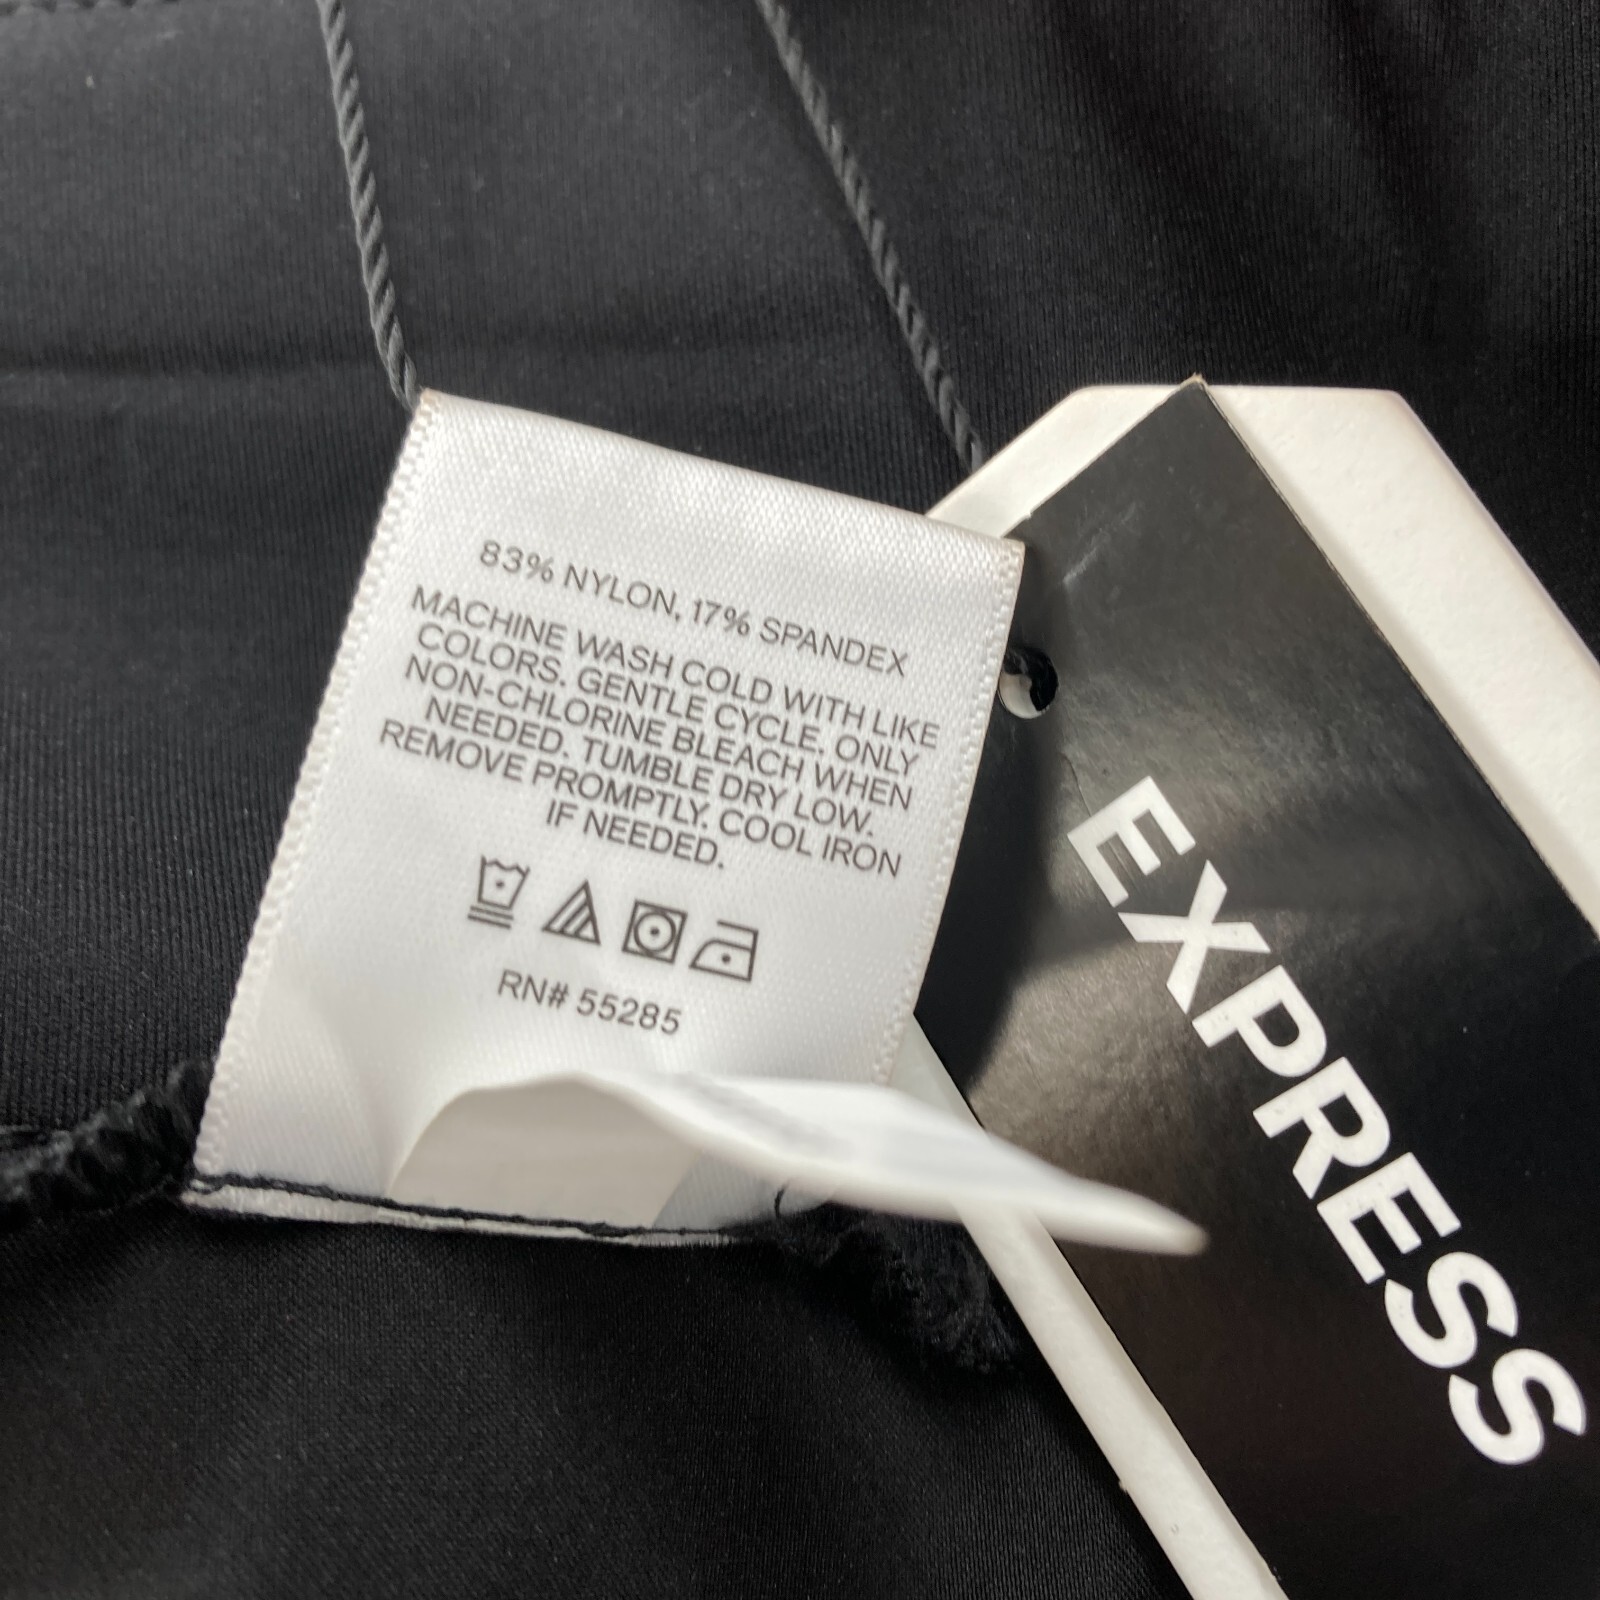 83% NYLON, 17% SPANDEX
MACHINE WASH COLD WITH LIKE
COLORS. GENTLE CYCLE. ONLY
NON-CHLORINE BLEACH WHEN
NEEDED. TUMBLE DRY LOW.
REMOVE PROMPTLY. COOL IRON
IF NEEDED.
RN# 55285
EXPRESS